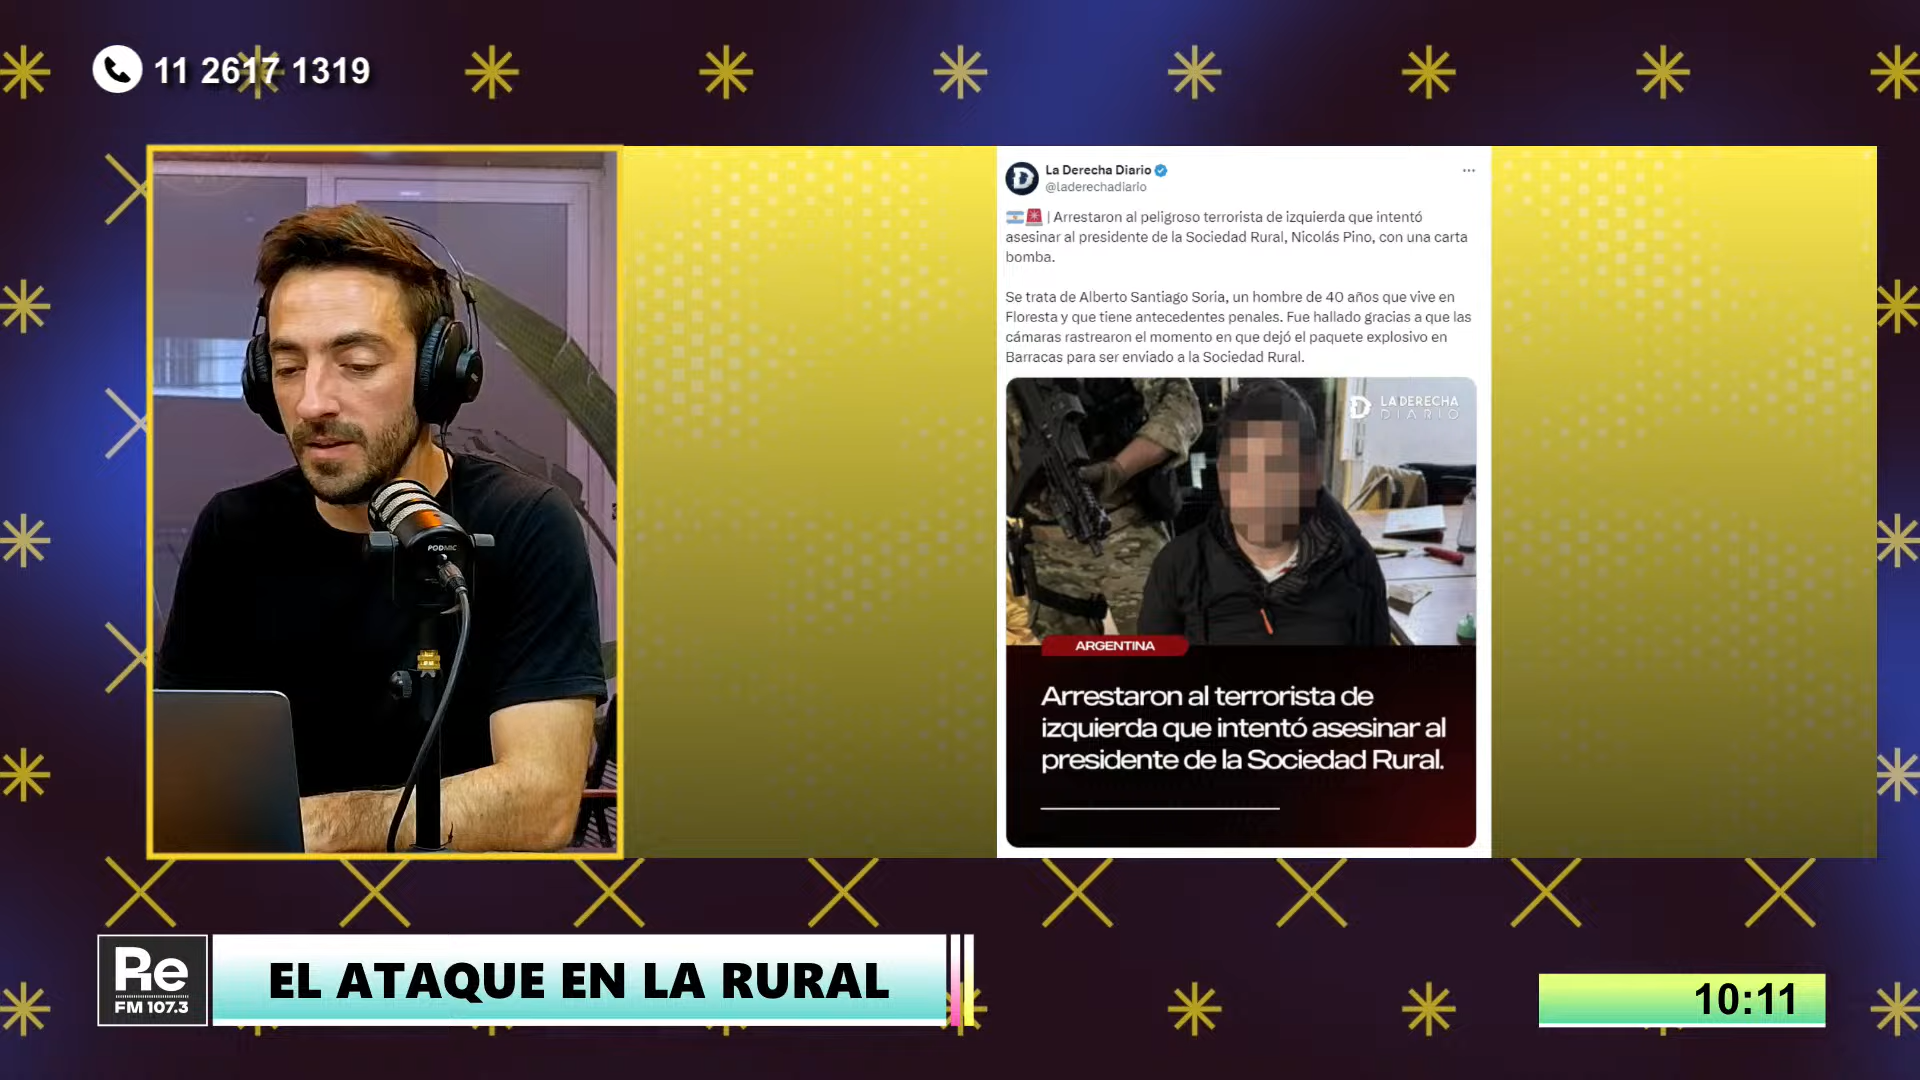 11 2617 1319
La Derecha Diario
@laderechadiario
| Arrestaron al peligroso terrorista de izquierda que intentó
asesinar al presidente de la Sociedad Rural, Nicolás Pino, con una carta
bomba.
Se trata de Alberto Santiago Soria, un hombre de 40 años que vive en
Floresta y que tiene antecedentes penales. Fue hallado gracias a que las
cámaras rastrearon el momento en que dejó el paquete explosivo en
Barracas para ser enviado a la Sociedad Rural.
LA DERECHA
DIARIO
ARGENTINA
Arrestaron al terrorista de
izquierda que intentó asesinar al
presidente de la Sociedad Rural.
PODMIC
Re
FM 107.3
EL ATAQUE EN LA RURAL
10:11